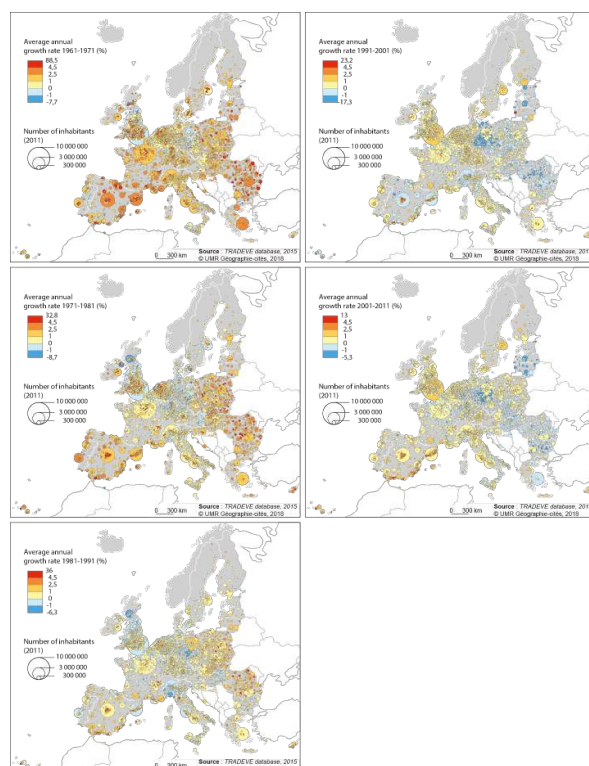 Average annual
growth rate 1961-1971 (%)
88,5
4,5
2,5
1
0
-1
-7,7
Number of inhabitants
(2011)
10 000 000
3 000 000
300 000
0 300 km
Source : TRADEVE database, 2015
© UMR Géographie-cités, 2018
Average annual
growth rate 1991-2001 (%)
23,2
4,5
2,5
1
0
-1
-17,3
Number of inhabitants
(2011)
10 000 000
3 000 000
300 000
0 300 km
Source : TRADEVE database, 201
© UMR Géographie-cités, 2018
Average annual
growth rate 1971-1981 (%)
32,8
4,5
2,5
1
0
-1
-8,7
Number of inhabitants
(2011)
10 000 000
3 000 000
300 000
0 300 km
Source : TRADEVE database, 2015
© UMR Géographie-cités, 2018
Average annual
growth rate 2001-2011 (%)
13
4,5
2,5
1
0
-1
-5,3
Number of inhabitants
(2011)
10 000 000
3 000 000
300 000
0 300 km
Source : TRADEVE database, 2015
© UMR Géographie-cités, 2018
Average annual
growth rate 1981-1991 (%)
36
4,5
2,5
1
0
-1
-6,3
Number of inhabitants
(2011)
10 000 000
3 000 000
300 000
0 300 km
Source : TRADEVE database, 2015